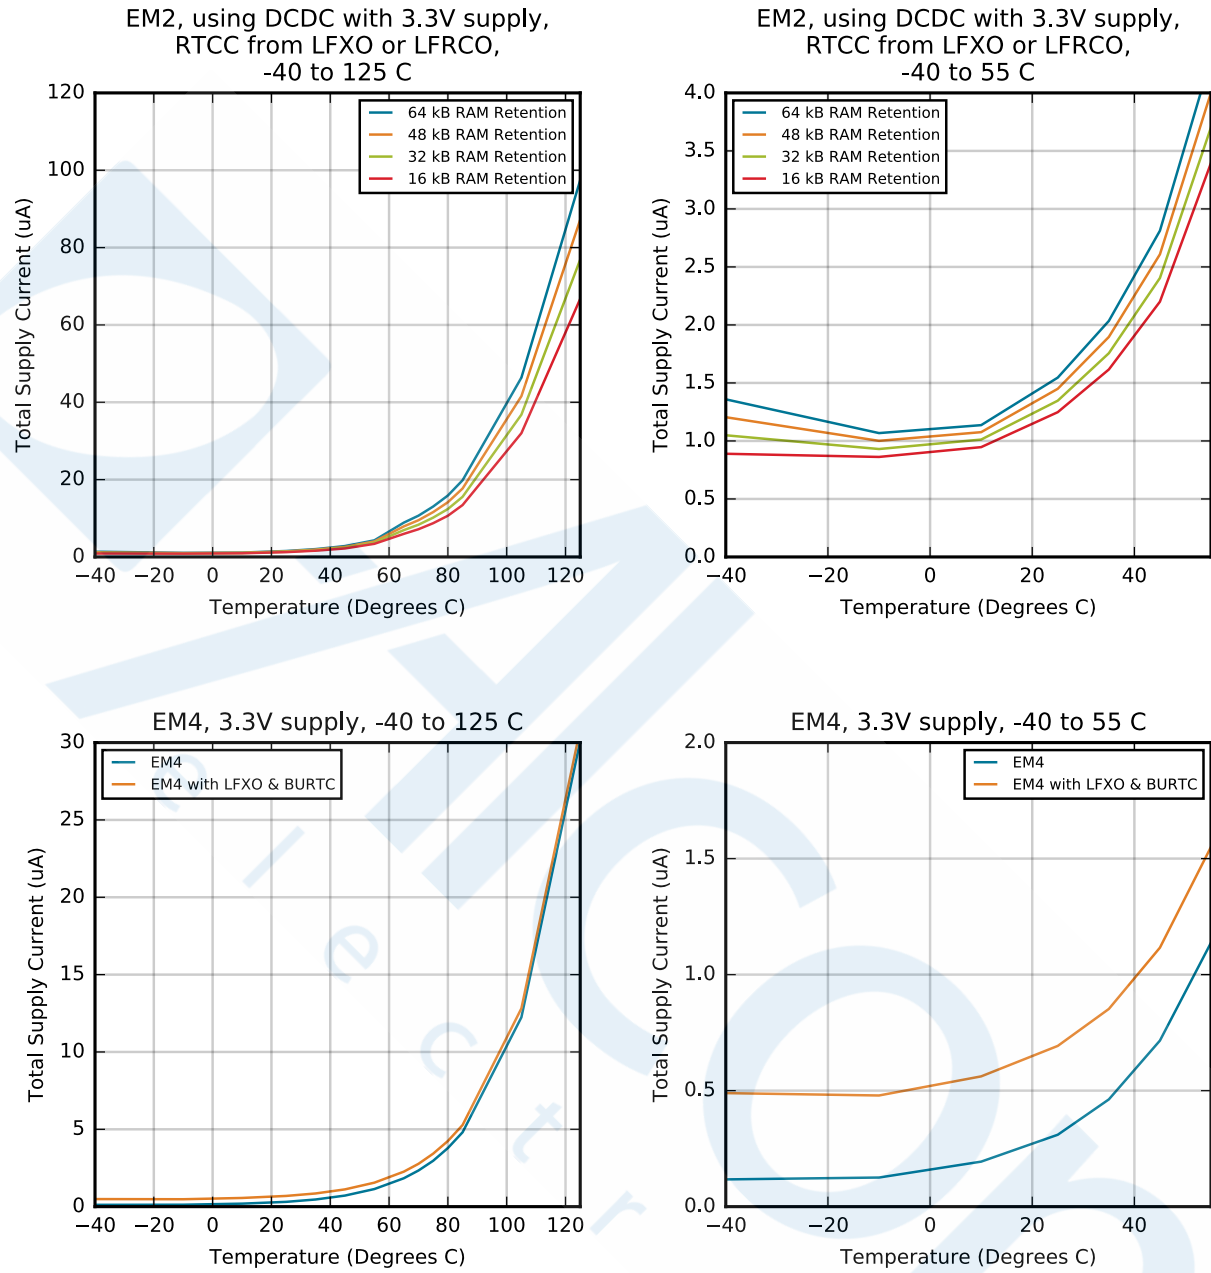 EM2, using DCDC with 3.3V supply,
RTCC from LFXO or LFRCO,
-40 to 125 C
120
100
80
60
40
20
0
Total Supply Current (uA)
64 kB RAM Retention
48 kB RAM Retention
32 kB RAM Retention
16 kB RAM Retention
−40 −20 0 20 40 60 80 100 120
Temperature (Degrees C)
EM2, using DCDC with 3.3V supply,
RTCC from LFXO or LFRCO,
-40 to 55 C
4.0
3.5
3.0
2.5
2.0
1.5
1.0
0.5
0.0
Total Supply Current (uA)
64 kB RAM Retention
48 kB RAM Retention
32 kB RAM Retention
16 kB RAM Retention
−40 −20 0 20 40
Temperature (Degrees C)
EM4, 3.3V supply, -40 to 125 C
30
25
20
15
10
5
0
Total Supply Current (uA)
EM4
EM4 with LFXO & BURTC
−40 −20 0 20 40 60 80 100 120
Temperature (Degrees C)
EM4, 3.3V supply, -40 to 55 C
2.0
1.5
1.0
0.5
0.0
Total Supply Current (uA)
EM4
EM4 with LFXO & BURTC
−40 −20 0 20 40
Temperature (Degrees C)